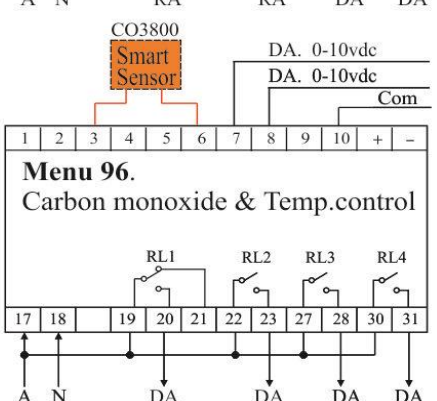 A N RA RA DA DA
CO3800
Smart
Sensor
DA. 0-10vdc
DA. 0-10vdc
Com
1 2 3 4 5 6 7 8 9 10 + -
Menu 96.
Carbon monoxide & Temp.control
RL1 RL2 RL3 RL4
17 18 19 20 21 22 23 27 28 30 31
A N DA DA DA DA